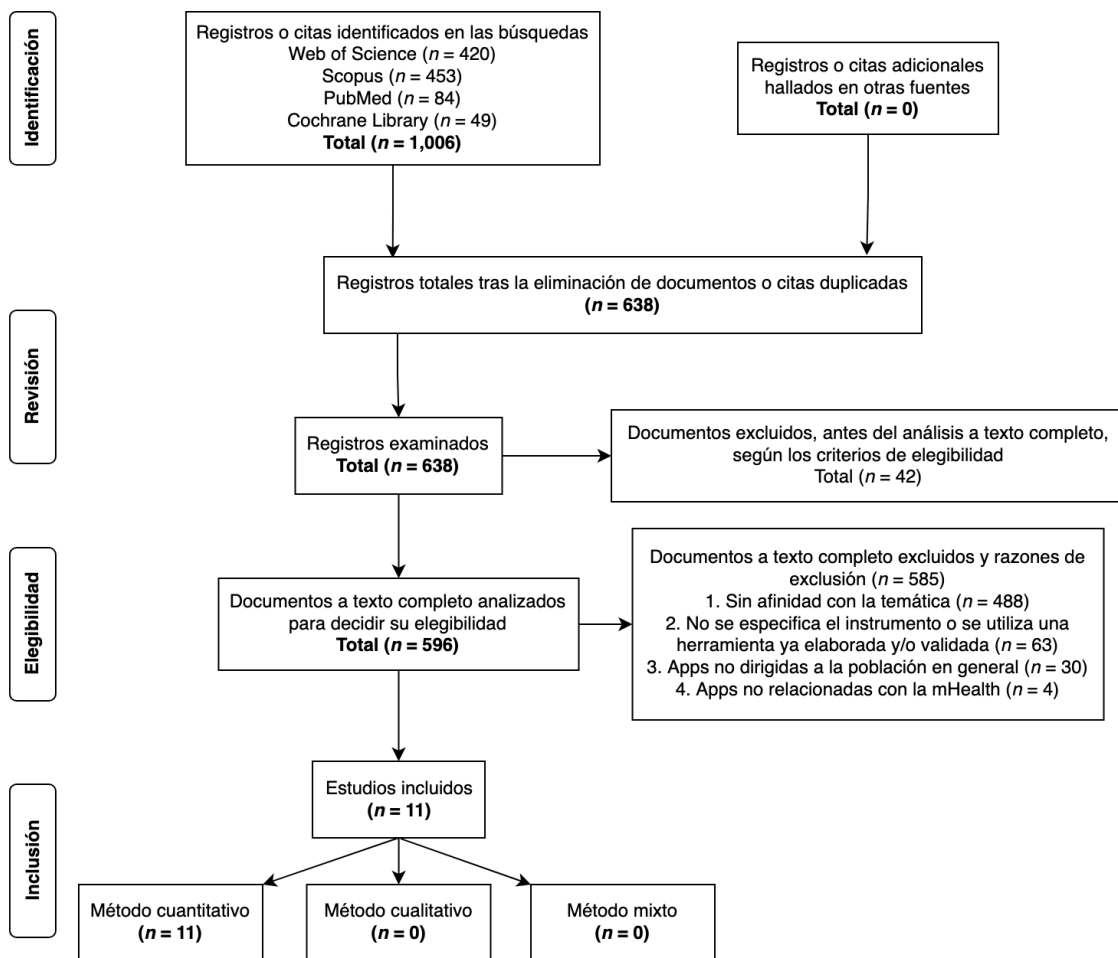 Identificación
Registros o citas identificados en las búsquedas
Web of Science (n = 420)
Scopus (n = 453)
PubMed (n = 84)
Cochrane Library (n = 49)
Total (n = 1,006)
Registros o citas adicionales
hallados en otras fuentes
Total (n = 0)
Registros totales tras la eliminación de documentos o citas duplicadas
(n = 638)
Revisión
Registros examinados
Total (n = 638)
Documentos excluidos, antes del análisis a texto completo,
según los criterios de elegibilidad
Total (n = 42)
Elegibilidad
Documentos a texto completo analizados
para decidir su elegibilidad
Total (n = 596)
Documentos a texto completo excluidos y razones de
exclusión (n = 585)
1. Sin afinidad con la temática (n = 488)
2. No se especifica el instrumento o se utiliza una
herramienta ya elaborada y/o validada (n = 63)
3. Apps no dirigidas a la población en general (n = 30)
4. Apps no relacionadas con la mHealth (n = 4)
Inclusión
Estudios incluidos
(n = 11)
Método cuantitativo
(n = 11)
Método cualitativo
(n = 0)
Método mixto
(n = 0)